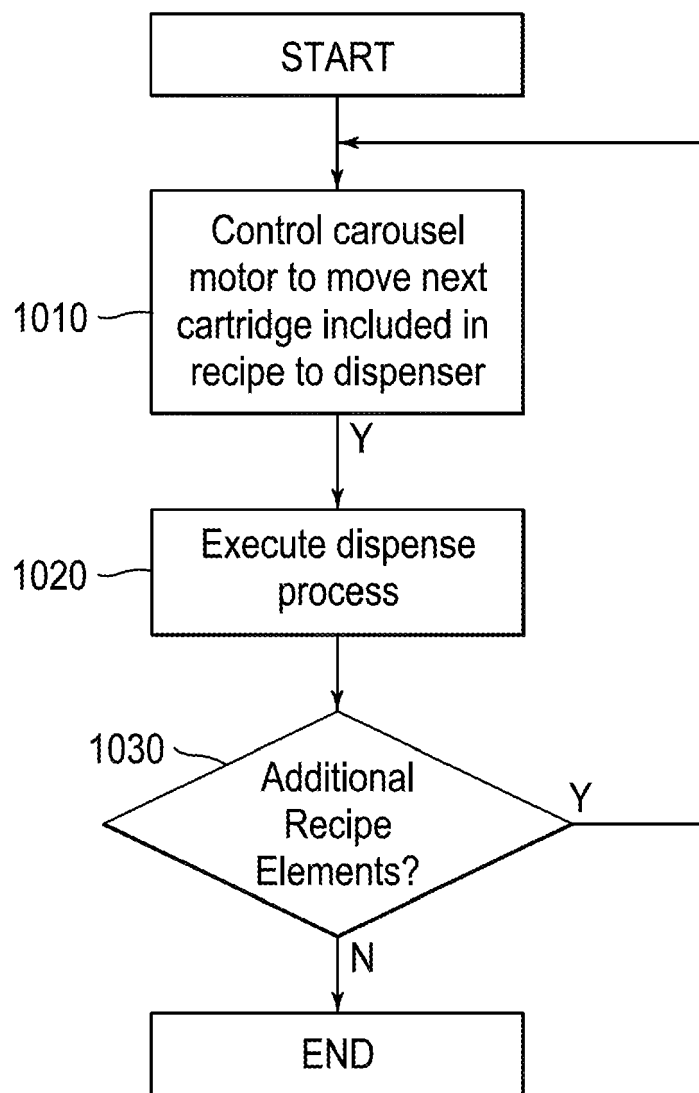 START
Control carousel
motor to move next
1010 cartridge included in
recipe to dispenser
Y
Execute dispense
1020 process
1030
Additional
Y
Recipe
Elements?
N
END